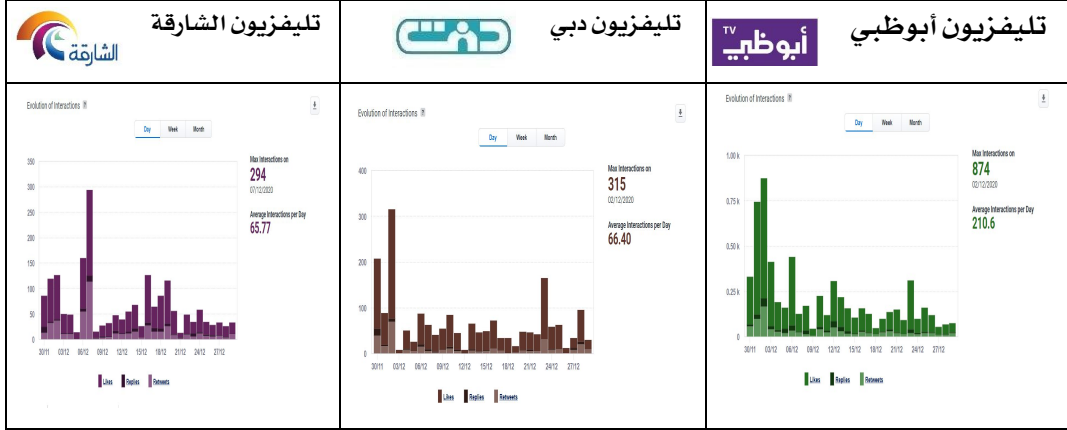 تليفزيون أبوظبي
أبوظبي TV
تليفزيون دبي
دبي
تليفزيون الشارقة
الشارقة
Evolution of Interactions ?
Day Week Month
1.00 k
0.75 k
0.50 k
0.25 k
0
30/11 03/12 06/12 09/12 12/12 15/12 18/12 21/12 24/12 27/12
Max Interactions on
874
02/12/2020
Average Interactions per Day
210.6
Likes Replies Retweets
Evolution of Interactions ?
Day Week Month
400
300
200
100
0
30/11 03/12 06/12 09/12 12/12 15/12 18/12 21/12 24/12 27/12
Max Interactions on
315
02/12/2020
Average Interactions per Day
66.40
Likes Replies Retweets
Evolution of Interactions ?
Day Week Month
350
300
250
200
150
100
50
0
30/11 03/12 06/12 09/12 12/12 15/12 18/12 21/12 24/12 27/12
Max Interactions on
294
07/12/2020
Average Interactions per Day
65.77
Likes Replies Retweets